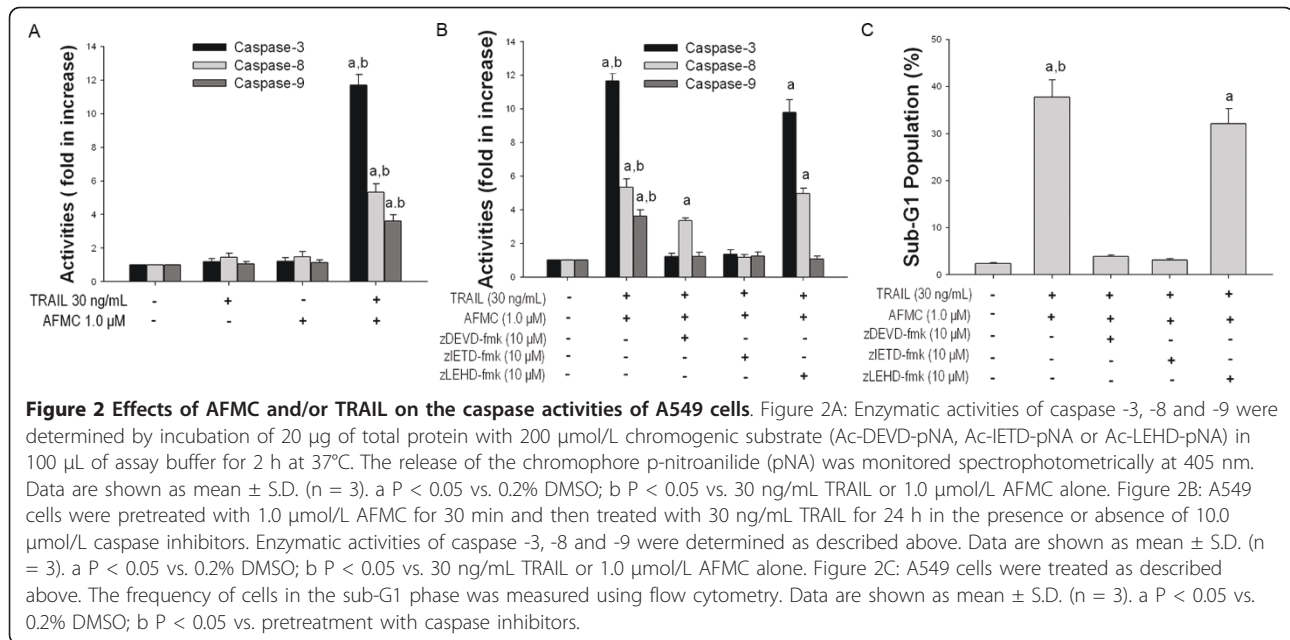 A
Activities ( fold in increase)
14
12
10
8
6
4
2
0
Caspase-3
Caspase-8
Caspase-9
a,b
a,b
a.b
TRAIL 30 ng/mL - + - +
AFMC 1.0 µM - - + +
B
Activities (fold in increase)
14
12
10
8
6
4
2
0
Caspase-3
Caspase-8
Caspase-9
a,b
a,b
a,b
a
a
a
TRAIL (30 ng/mL) - + + + +
AFMC (1.0 µM) - + + + +
zDEVD-fmk (10 µM) - - + - -
zIETD-fmk (10 µM) - - - + -
zLEHD-fmk (10 µM) - - - - +
C
Sub-G1 Population (%)
50
40
30
20
10
0
a,b
a
TRAIL (30 ng/mL) - + + + +
AFMC (1.0 µM) - + + + +
zDEVD-fmk (10 µM) - - + - -
zIETD-fmk (10 µM) - - - + -
zLEHD-fmk (10 µM) - - - - +
Figure 2 Effects of AFMC and/or TRAIL on the caspase activities of A549 cells. Figure 2A: Enzymatic activities of caspase -3, -8 and -9 were
determined by incubation of 20 µg of total protein with 200 µmol/L chromogenic substrate (Ac-DEVD-pNA, Ac-IETD-pNA or Ac-LEHD-pNA) in
100 µL of assay buffer for 2 h at 37°C. The release of the chromophore p-nitroanilide (pNA) was monitored spectrophotometrically at 405 nm.
Data are shown as mean ± S.D. (n = 3). a P < 0.05 vs. 0.2% DMSO; b P < 0.05 vs. 30 ng/mL TRAIL or 1.0 µmol/L AFMC alone. Figure 2B: A549
cells were pretreated with 1.0 µmol/L AFMC for 30 min and then treated with 30 ng/mL TRAIL for 24 h in the presence or absence of 10.0
µmol/L caspase inhibitors. Enzymatic activities of caspase -3, -8 and -9 were determined as described above. Data are shown as mean ± S.D. (n
= 3). a P < 0.05 vs. 0.2% DMSO; b P < 0.05 vs. 30 ng/mL TRAIL or 1.0 µmol/L AFMC alone. Figure 2C: A549 cells were treated as described
above. The frequency of cells in the sub-G1 phase was measured using flow cytometry. Data are shown as mean ± S.D. (n = 3). a P < 0.05 vs.
0.2% DMSO; b P < 0.05 vs. pretreatment with caspase inhibitors.